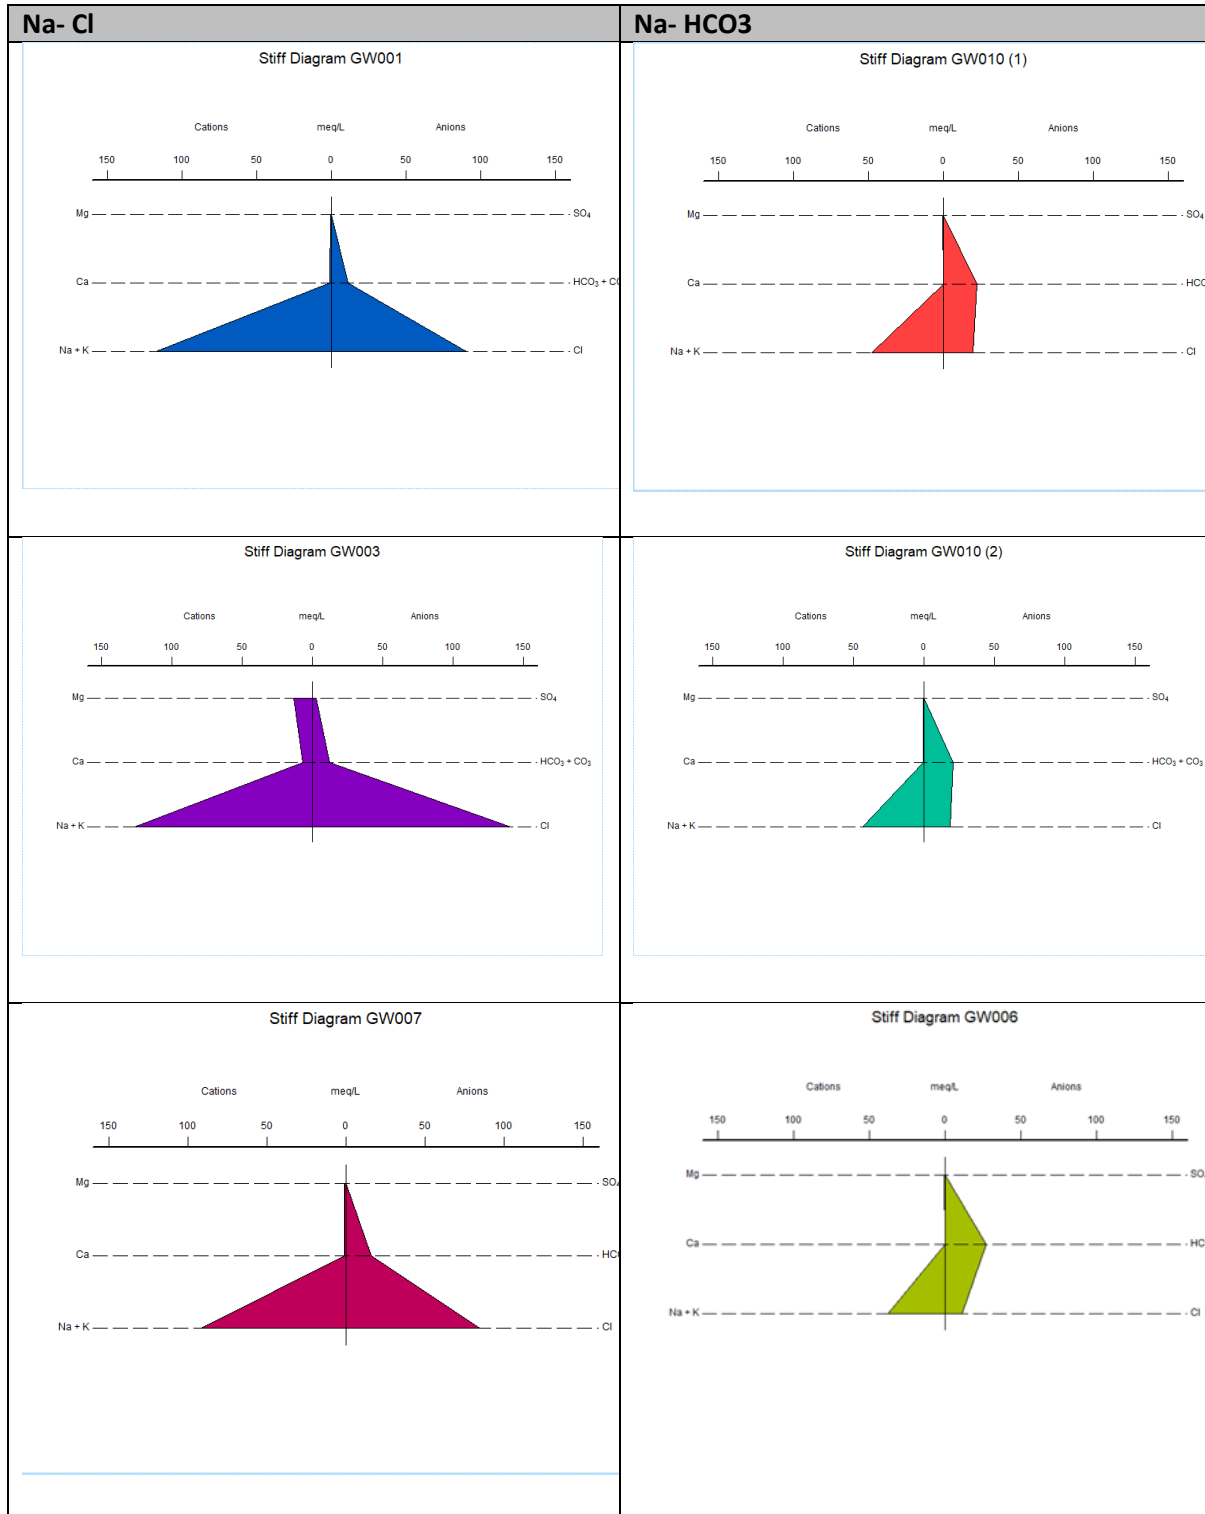 Na- Cl
Na- HCO3
Stiff Diagram GW001
Cations meq/L Anions
150 100 50 0 50 100 150
Mg SO₄
Ca HCO₃ + CO
Na + K Cl
Stiff Diagram GW010 (1)
Cations meq/L Anions
150 100 50 0 50 100 150
Mg SO₄
Ca HCO
Na + K Cl
Stiff Diagram GW003
Cations meq/L Anions
150 100 50 0 50 100 150
Mg SO₄
Ca HCO₃ + CO₃
Na + K Cl
Stiff Diagram GW010 (2)
Cations meq/L Anions
150 100 50 0 50 100 150
Mg SO₄
Ca HCO₃ + CO₃
Na + K Cl
Stiff Diagram GW007
Cations meq/L Anions
150 100 50 0 50 100 150
Mg SO₄
Ca HCO
Na + K Cl
Stiff Diagram GW006
Cations meq/L Anions
150 100 50 0 50 100 150
Mg SO
Ca HC
Na + K Cl